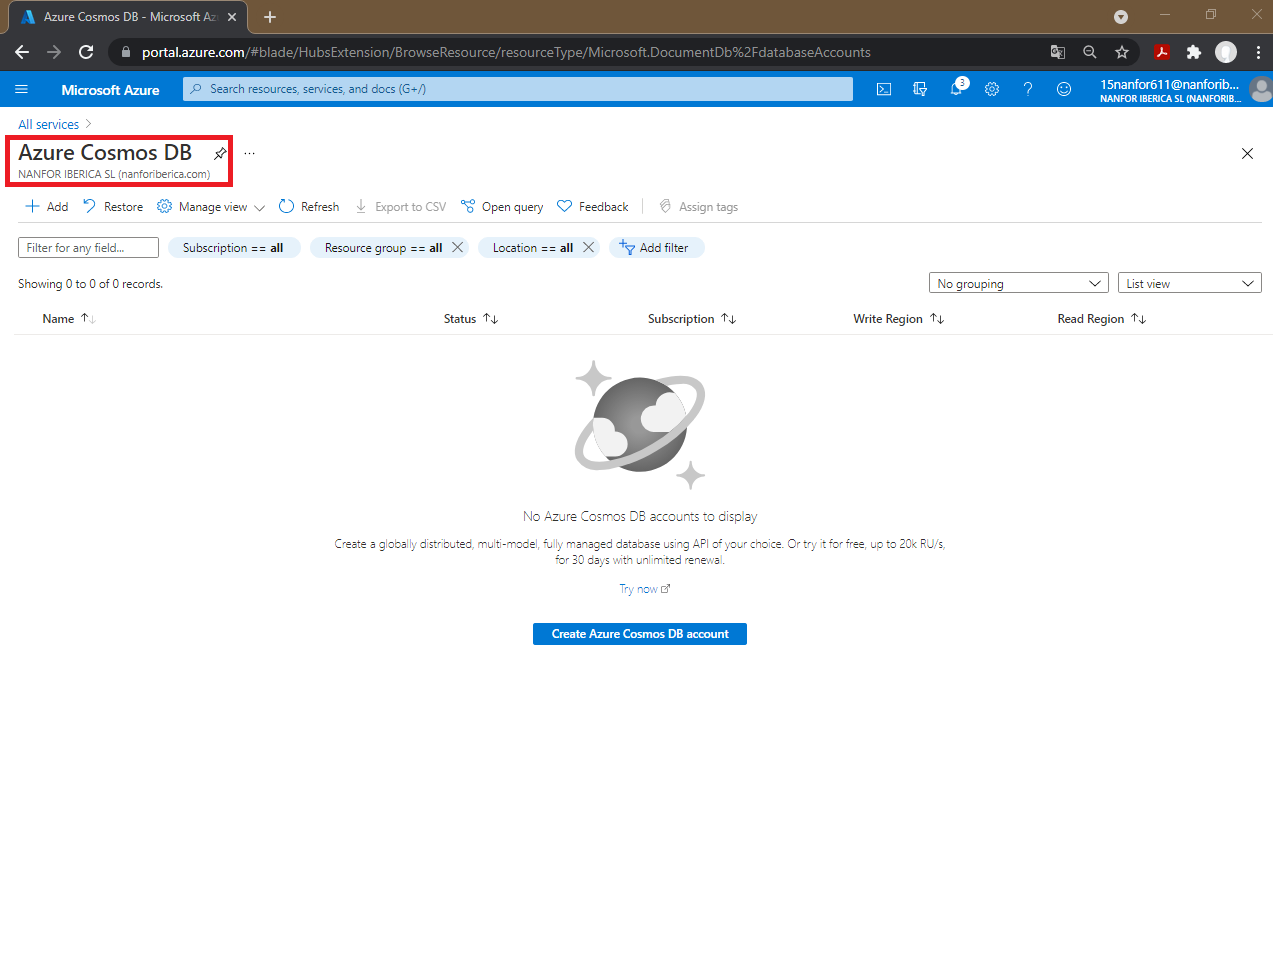 Azure Cosmos DB - Microsoft Az
portal.azure.com/#blade/HubsExtension/BrowseResource/resourceType/Microsoft.DocumentDb%2FdatabaseAccounts
Microsoft Azure
Search resources, services, and docs (G+/)
3
15nanfor611@nanforib...
NANFOR IBERICA SL (NANFORIB...
All services
Azure Cosmos DB
...
NANFOR IBERICA SL (nanforiberica.com)
Add Restore Manage view Refresh Export to CSV Open query Feedback Assign tags
Filter for any field... Subscription == all Resource group == all Location == all Add filter
Showing 0 to 0 of 0 records. No grouping List view
Name Status Subscription Write Region Read Region
No Azure Cosmos DB accounts to display
Create a globally distributed, multi-model, fully managed database using API of your choice. Or try it for free, up to 20k RU/s,
for 30 days with unlimited renewal.
Try now
Create Azure Cosmos DB account